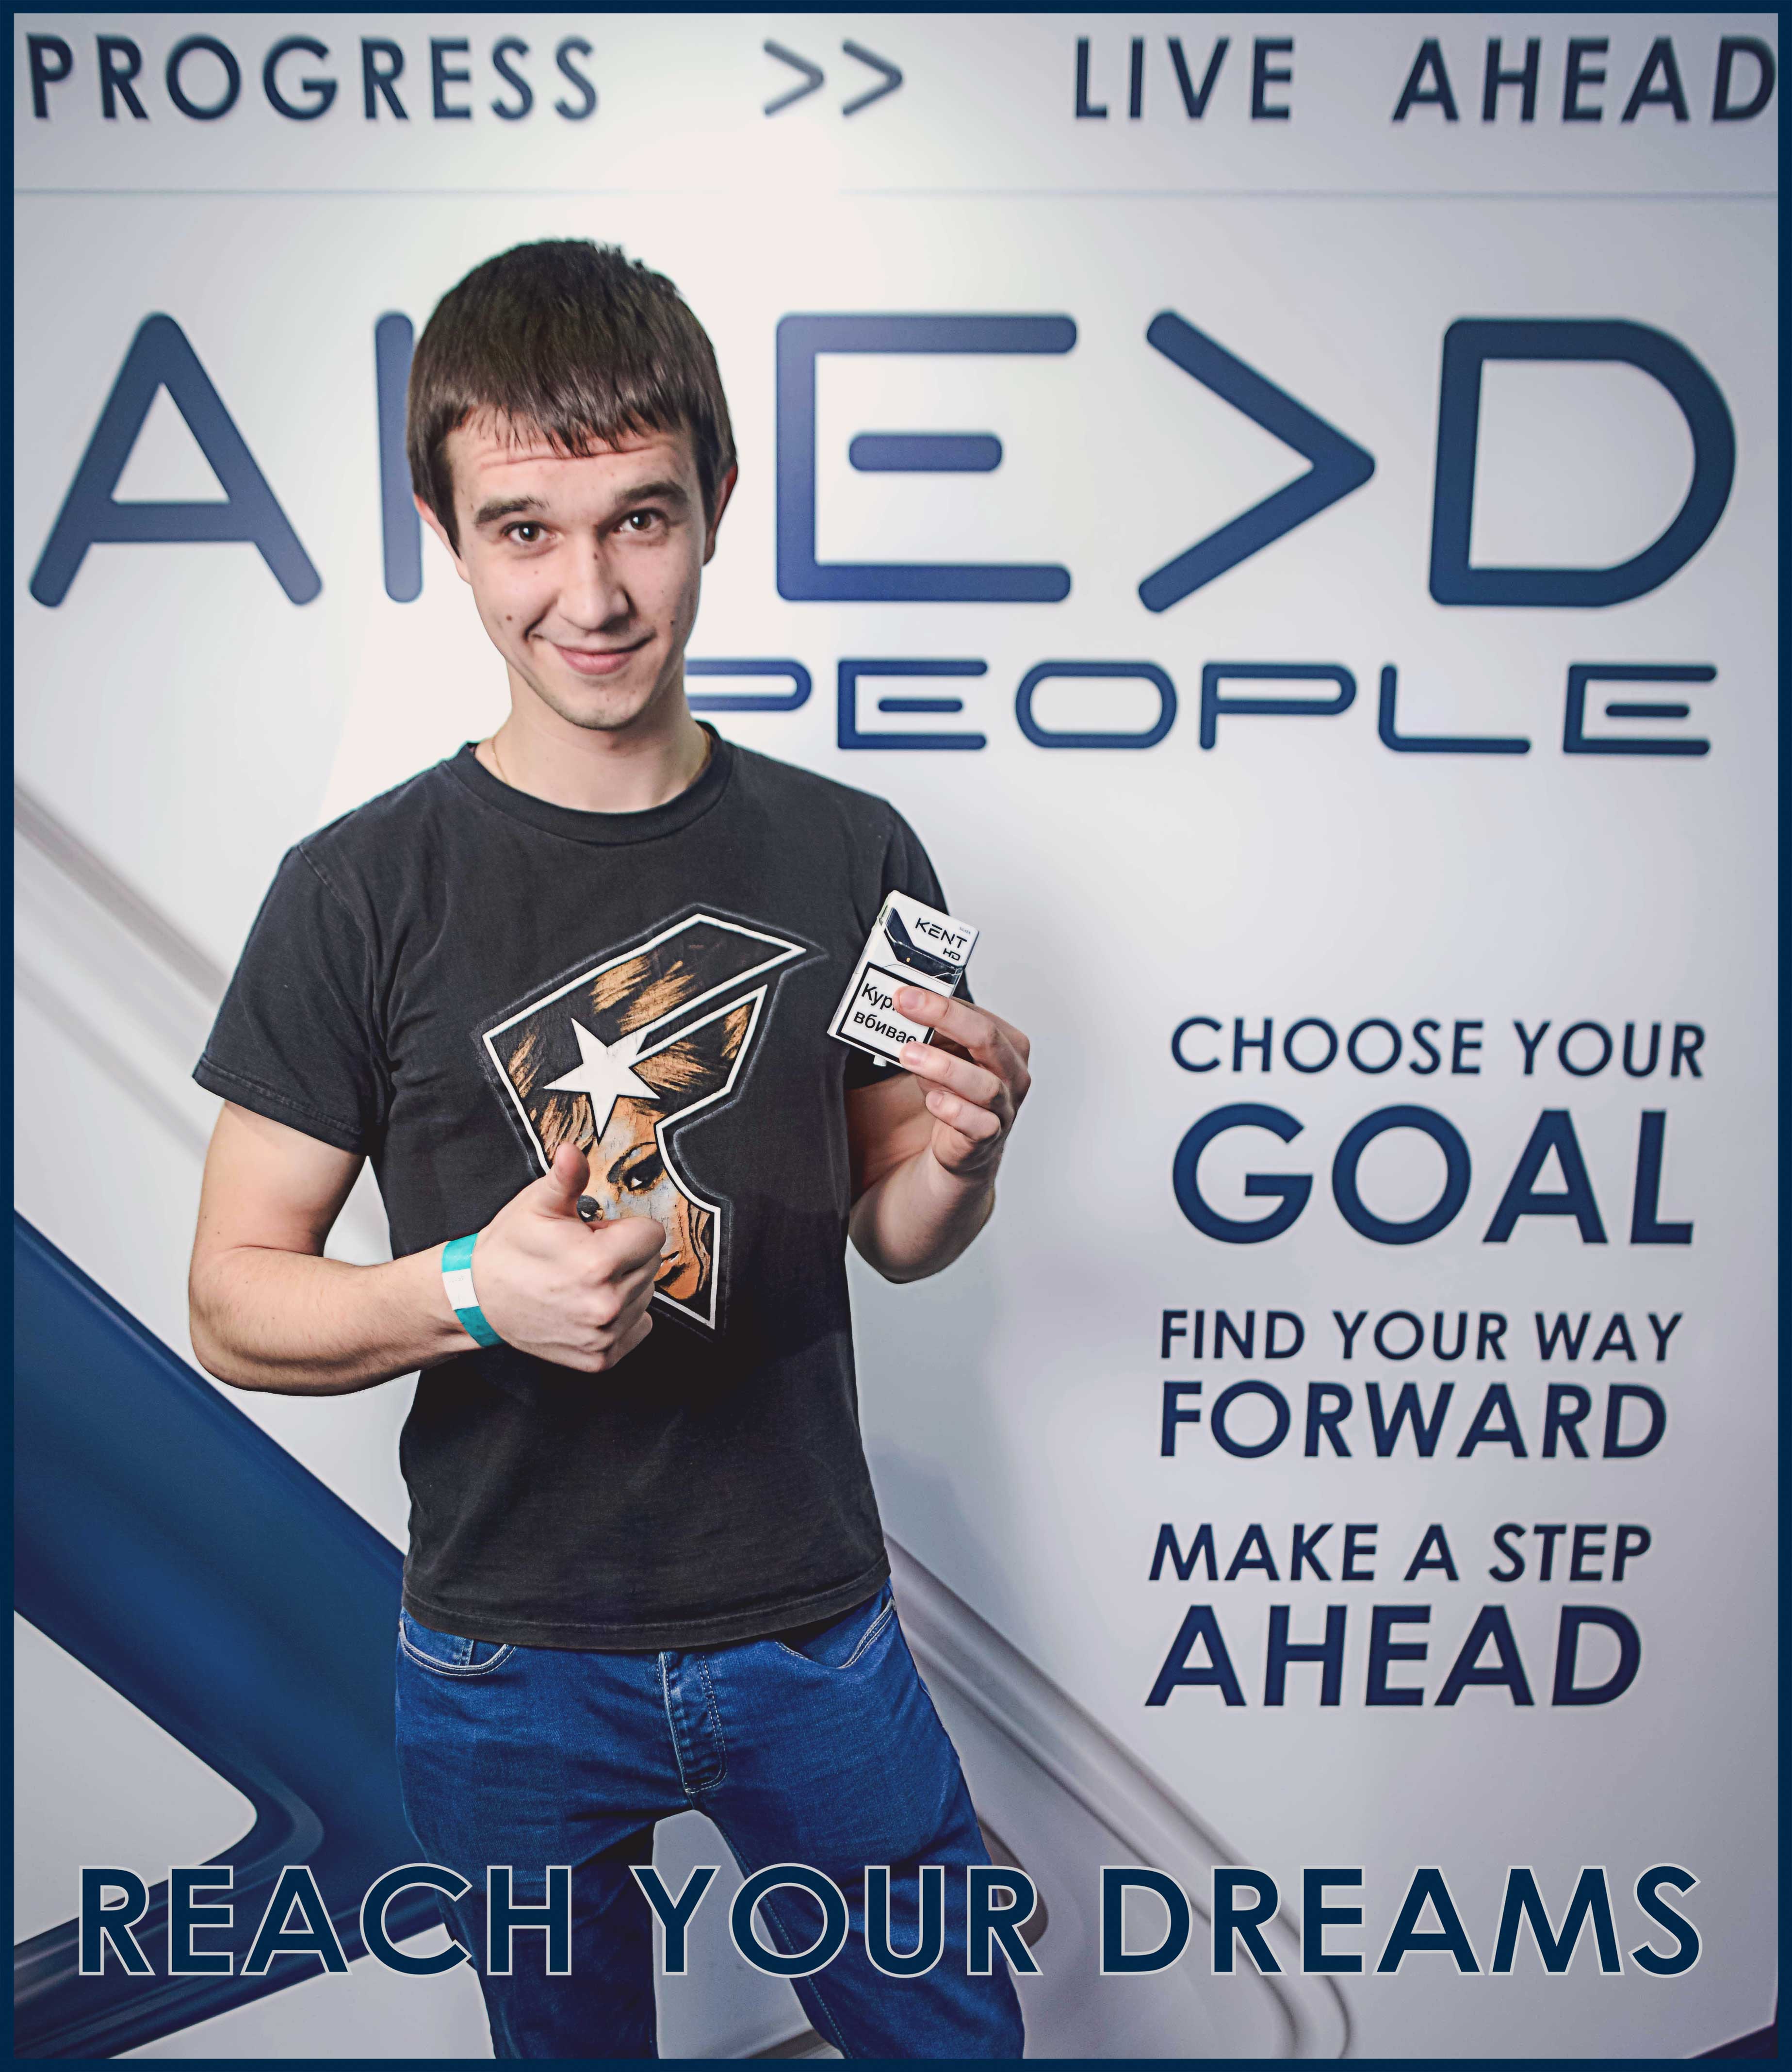 PROGRESS >> LIVE AHEAD
E>D
PEOPLE
KENT
HD
вбиває
CHOOSE YOUR
GOAL
FIND YOUR WAY
FORWARD
MAKE A STEP
AHEAD
REACH YOUR DREAMS